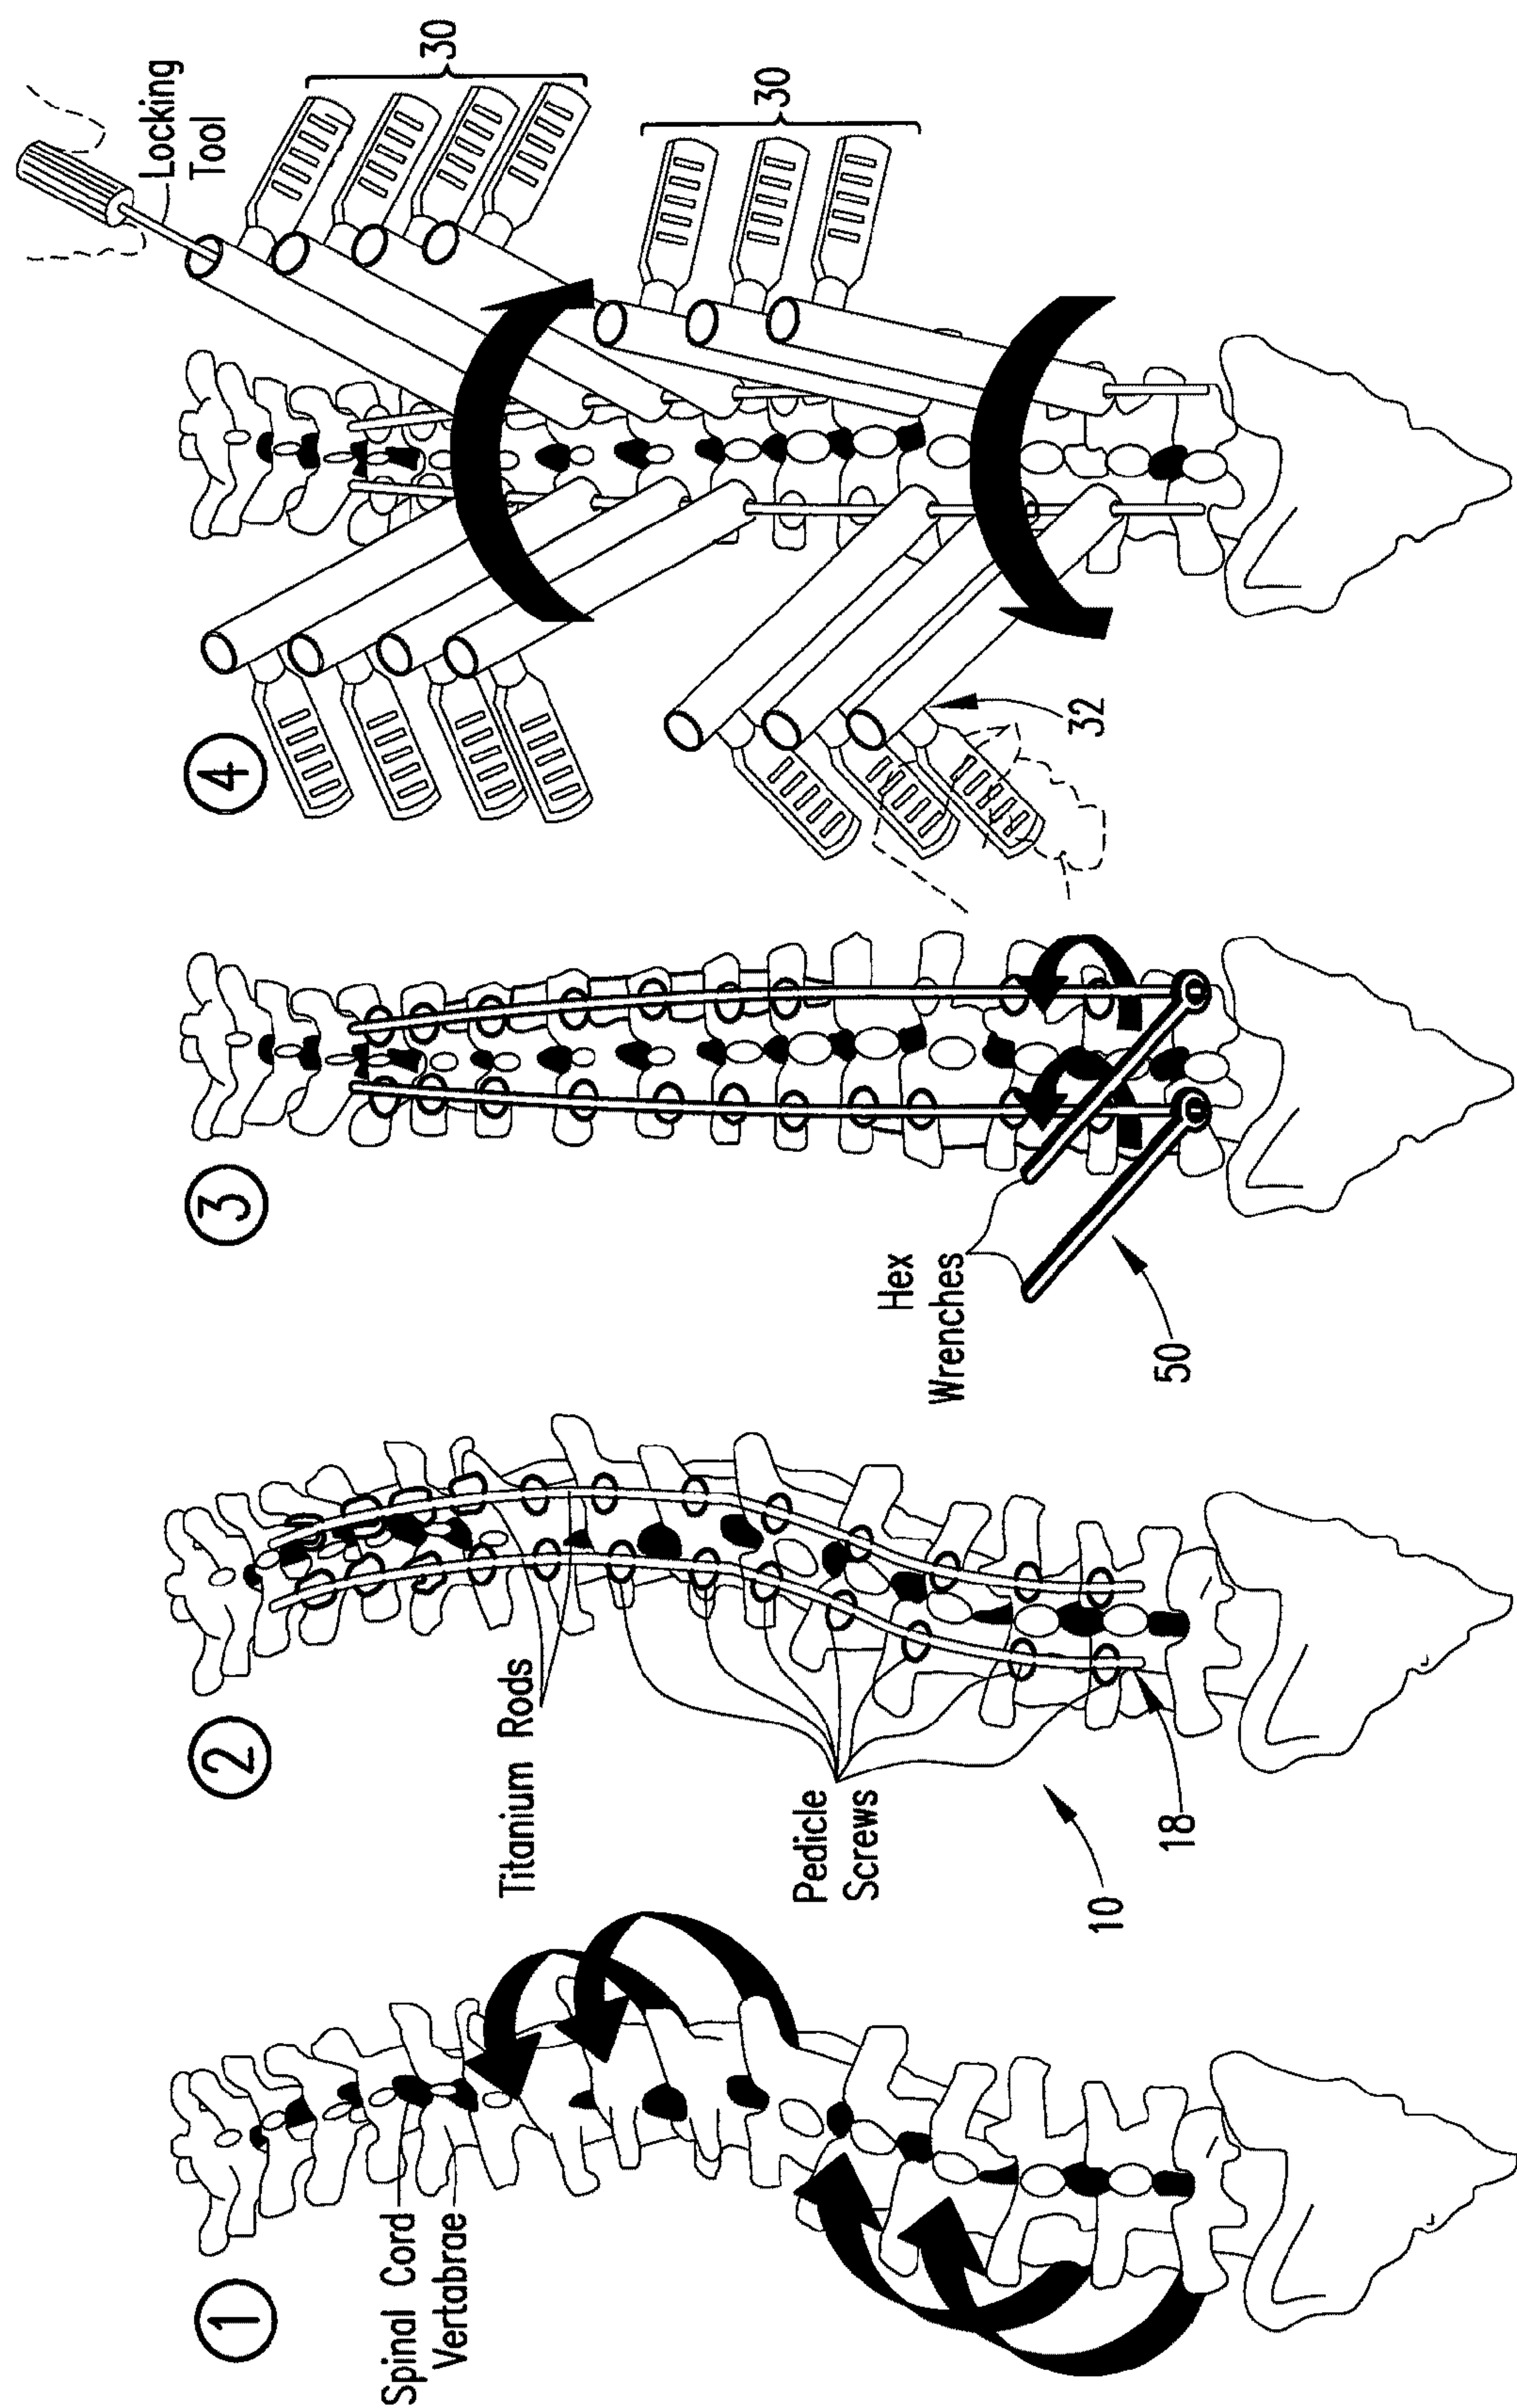 1
Spinal Cord
Vertabrae
2
Titanium Rods
Pedicle
Screws
10
18
3
Hex
Wrenches
50
4
Locking
Tool
30
30
32